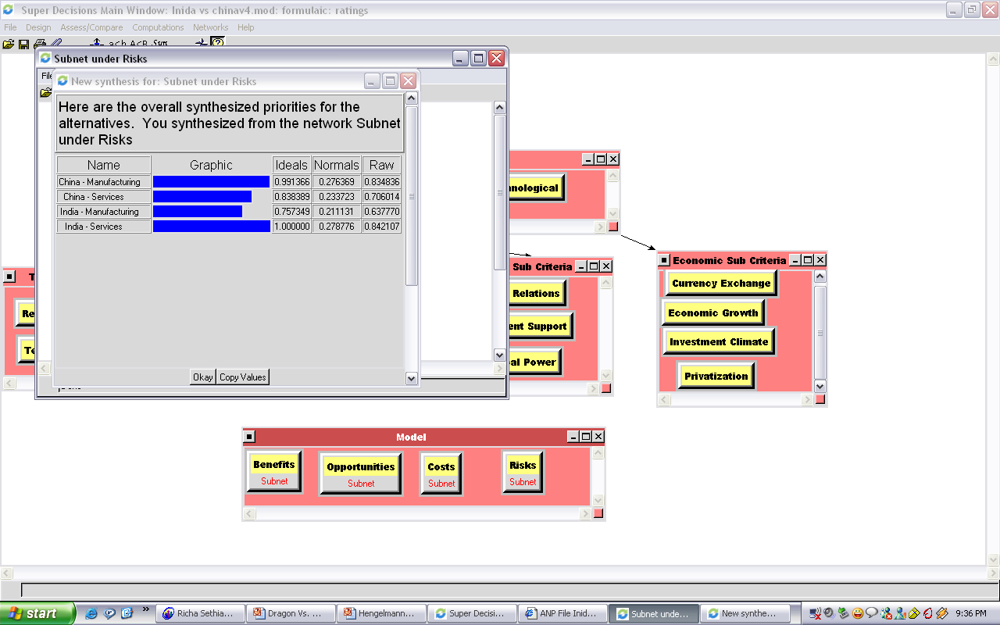 Super Decisions Main Window: Inida vs chinav4.mod: formulaic: ratings
File Design Assess/Compare Computations Networks Help
Subnet under Risks
New synthesis for: Subnet under Risks
Here are the overall synthesized priorities for the
alternatives. You synthesized from the network Subnet
under Risks
Name Graphic Ideals Normals Raw
China - Manufacturing 0.991366 0.276369 0.834836
China - Services 0.838389 0.233723 0.706014
India - Manufacturing 0.757349 0.211131 0.637770
India - Services 1.000000 0.278776 0.842107
Okay Copy Values
Sub Criteria
Relations
Power
Economic Sub Criteria
Currency Exchange
Economic Growth
Investment Climate
Privatization
Model
Benefits
Subnet
Opportunities
Subnet
Costs
Subnet
Risks
Subnet
start
Richa Sethia...
Dragon Vs. ...
Hengelmann...
Super Decisi...
ANP File Inid...
Subnet unde...
New synthe...
9:36 PM